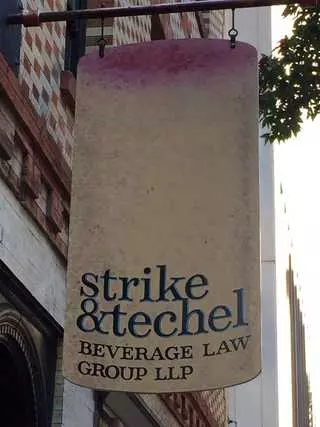 strike
&techel
BEVERAGE LAW
GROUP LLP